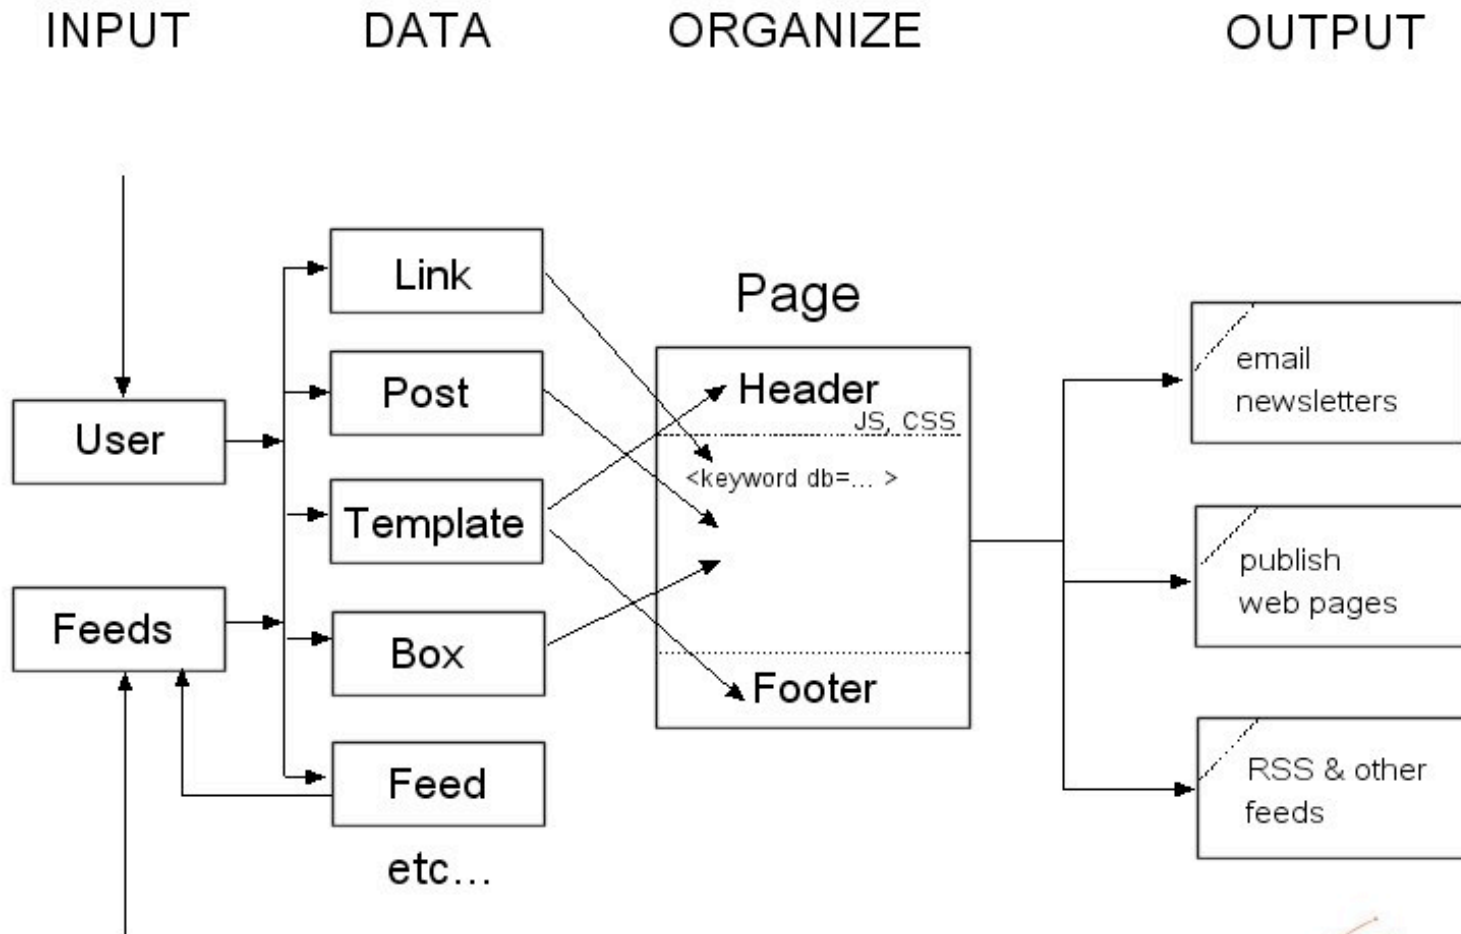 INPUT
DATA
ORGANIZE
OUTPUT
User
Feeds
Link
Post
Template
Box
Feed
etc...
Page
Header
JS, CSS
<keyword db=... >
Footer
email
newsletters
publish
web pages
RSS & other
feeds